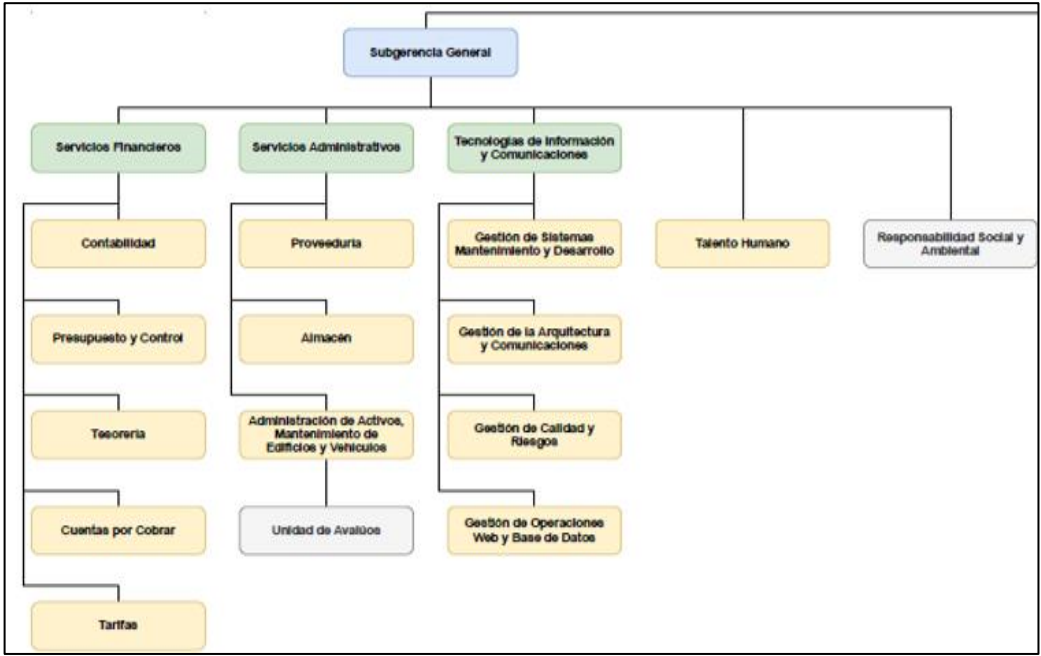 Subgerencia General
Servicios Financieros
Servicios Administrativos
Tecnologías de Información
y Comunicaciones
Contabilidad
Proveeduría
Gestión de Sistemas
Mantenimiento y Desarrollo
Talento Humano
Responsabilidad Social y
Ambiental
Presupuesto y Control
Almacén
Gestión de la Arquitectura
y Comunicaciones
Tesorería
Administración de Activos,
Mantenimiento de
Edificios y Vehículos
Gestión de Calidad y
Riesgos
Cuentas por Cobrar
Unidad de Avalúos
Gestión de Operaciones
Web y Base de Datos
Tarifas